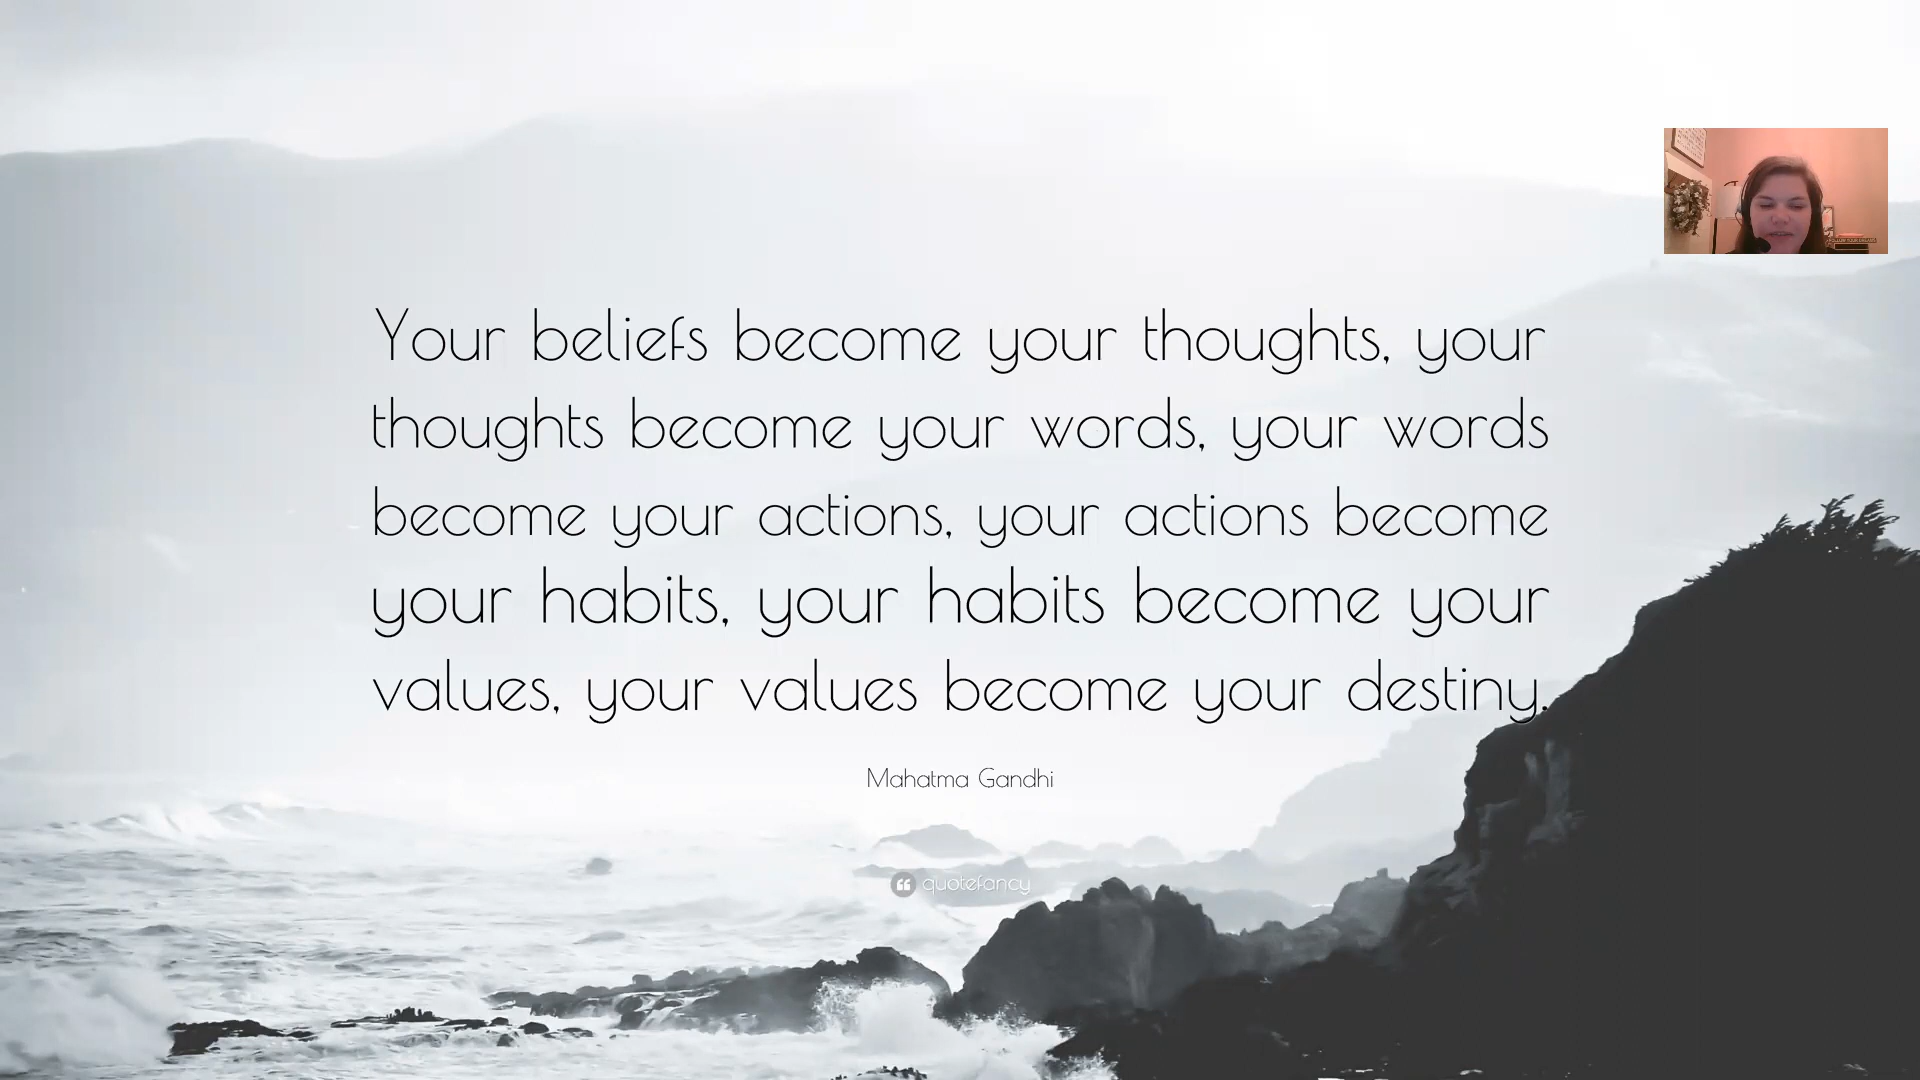 Your beliefs become your thoughts, your
thoughts become your words, your words
become your actions, your actions become
your habits, your habits become your
values, your values become your destiny.
Mahatma Gandhi
quotefancy